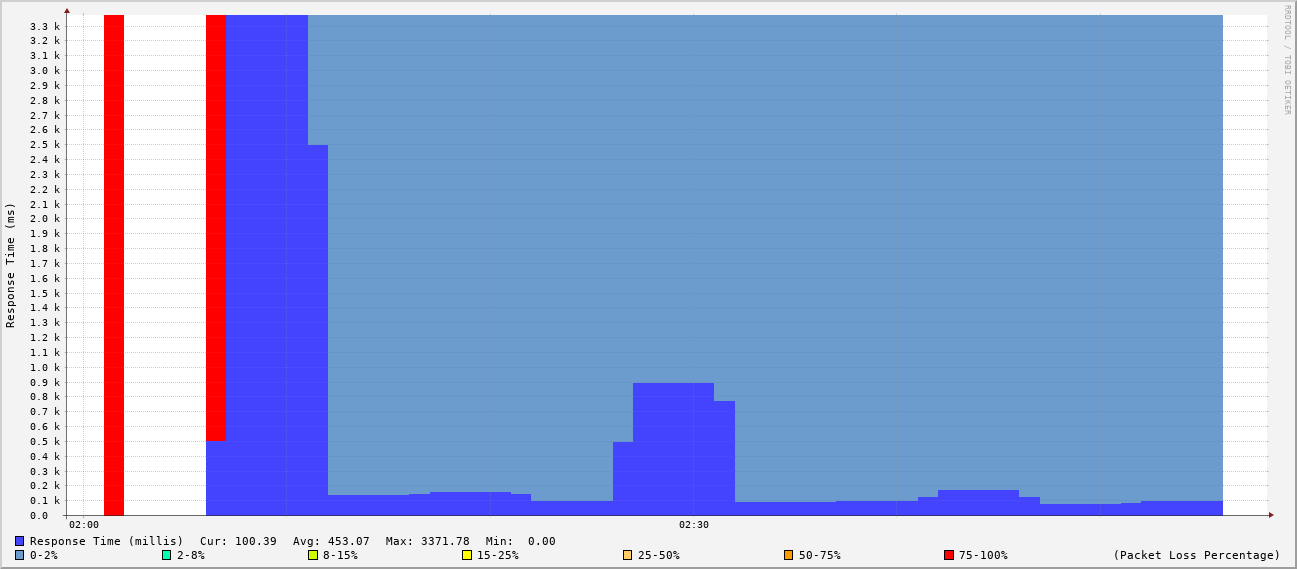 RRDTOOL / TOBI OETIKER
Response Time (ms)
3.3 k
3.2 k
3.1 k
3.0 k
2.9 k
2.8 k
2.7 k
2.6 k
2.5 k
2.4 k
2.3 k
2.2 k
2.1 k
2.0 k
1.9 k
1.8 k
1.7 k
1.6 k
1.5 k
1.4 k
1.3 k
1.2 k
1.1 k
1.0 k
0.9 k
0.8 k
0.7 k
0.6 k
0.5 k
0.4 k
0.3 k
0.2 k
0.1 k
0.0
02:00 02:30
Response Time (millis) Cur: 100.39 Avg: 453.07 Max: 3371.78 Min: 0.00
0-2% 2-8% 8-15% 15-25% 25-50% 50-75% 75-100% (Packet Loss Percentage)